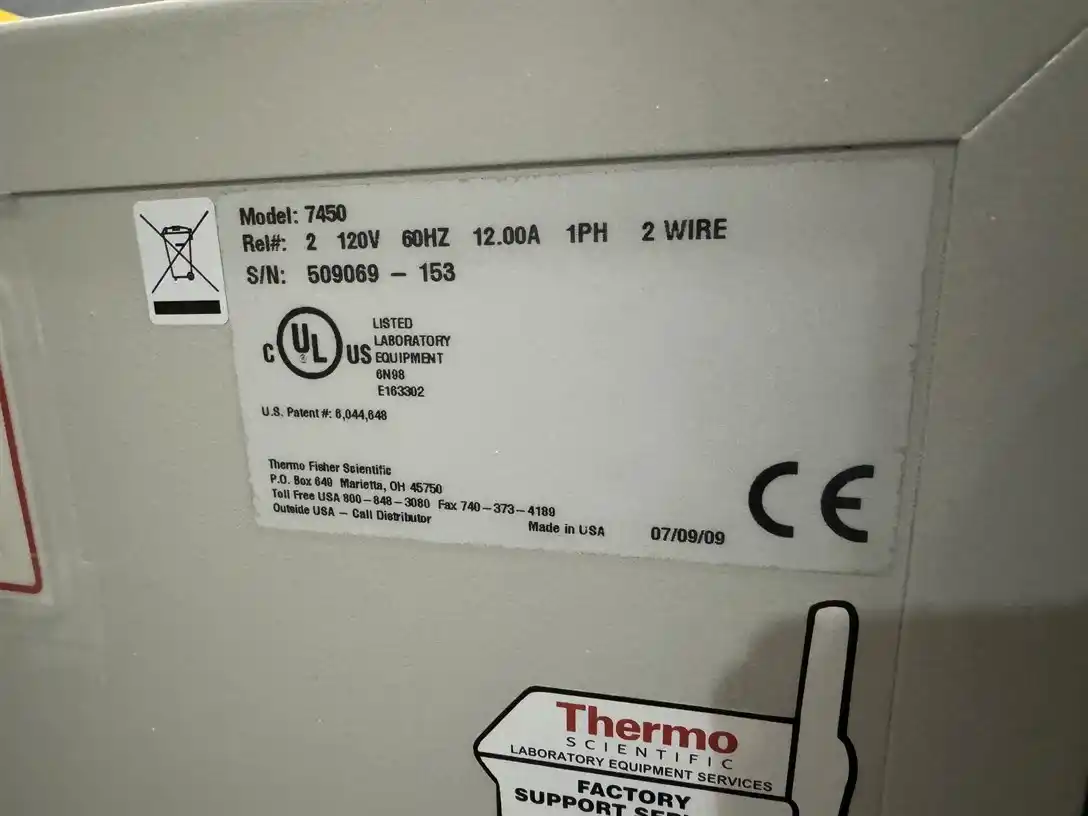 Model: 7450
Rel#: 2 120V 60HZ 12.00A 1PH 2 WIRE
S/N: 509069 – 153
C UL® US
LISTED
LABORATORY
EQUIPMENT
6N98
E163302
U.S. Patent #: 6,044,648
Thermo Fisher Scientific
P.O. Box 649 Marietta, OH 45750
Toll Free USA 800–848–3080 Fax 740–373–4189
Outside USA – Call Distributor
Made in USA 07/09/09
CE
Thermo
SCIENTIFIC
LABORATORY EQUIPMENT SERVICES
FACTORY
SUPPORT